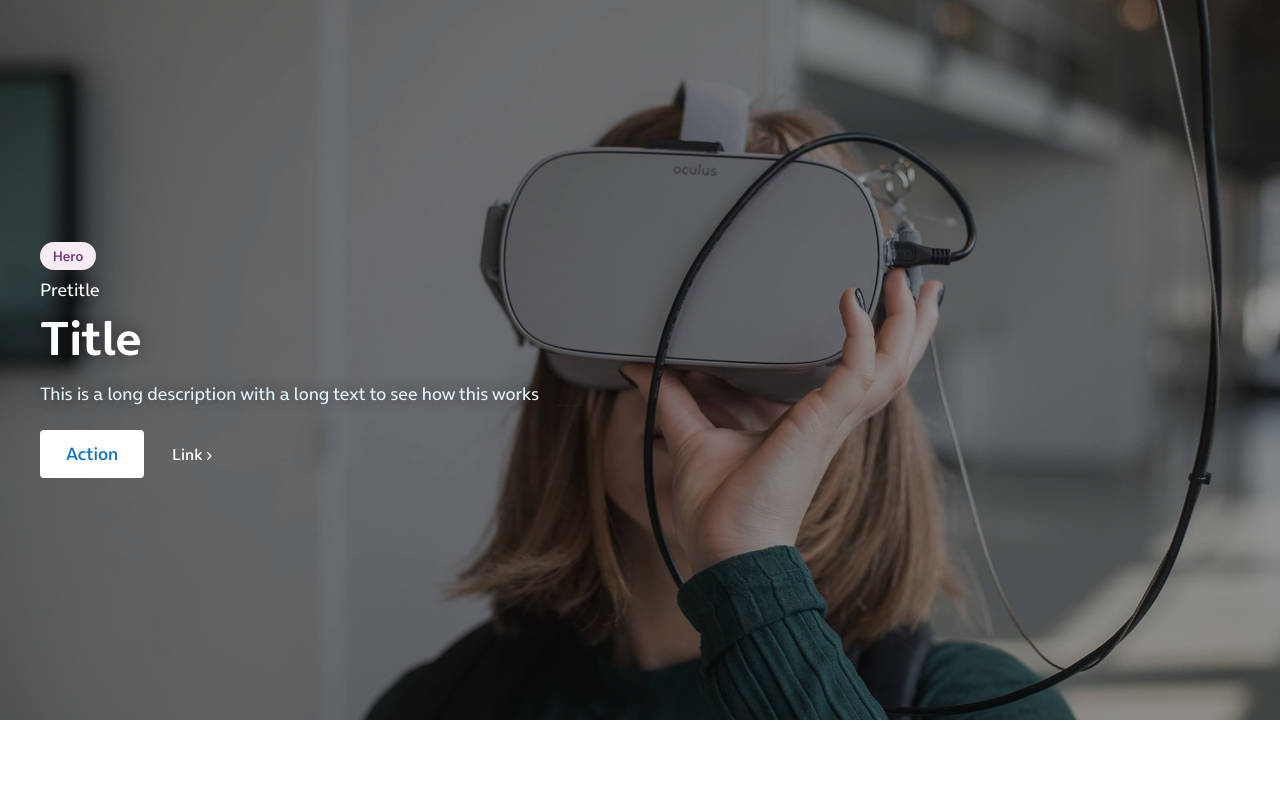 oculus
Hero
Pretitle
Title
This is a long description with a long text to see how this works
Action
Link